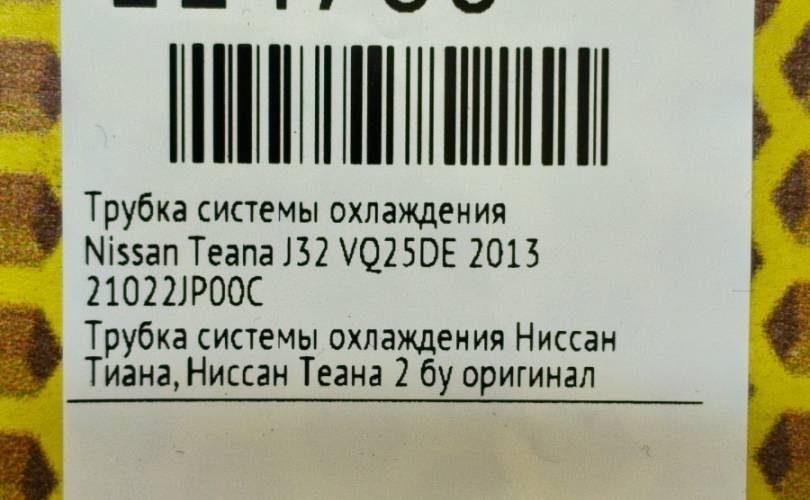 Трубка системы охлаждения
Nissan Teana J32 VQ25DE 2013
21022JP00C
Трубка системы охлаждения Ниссан
Тиана, Ниссан Теана 2 бу оригинал